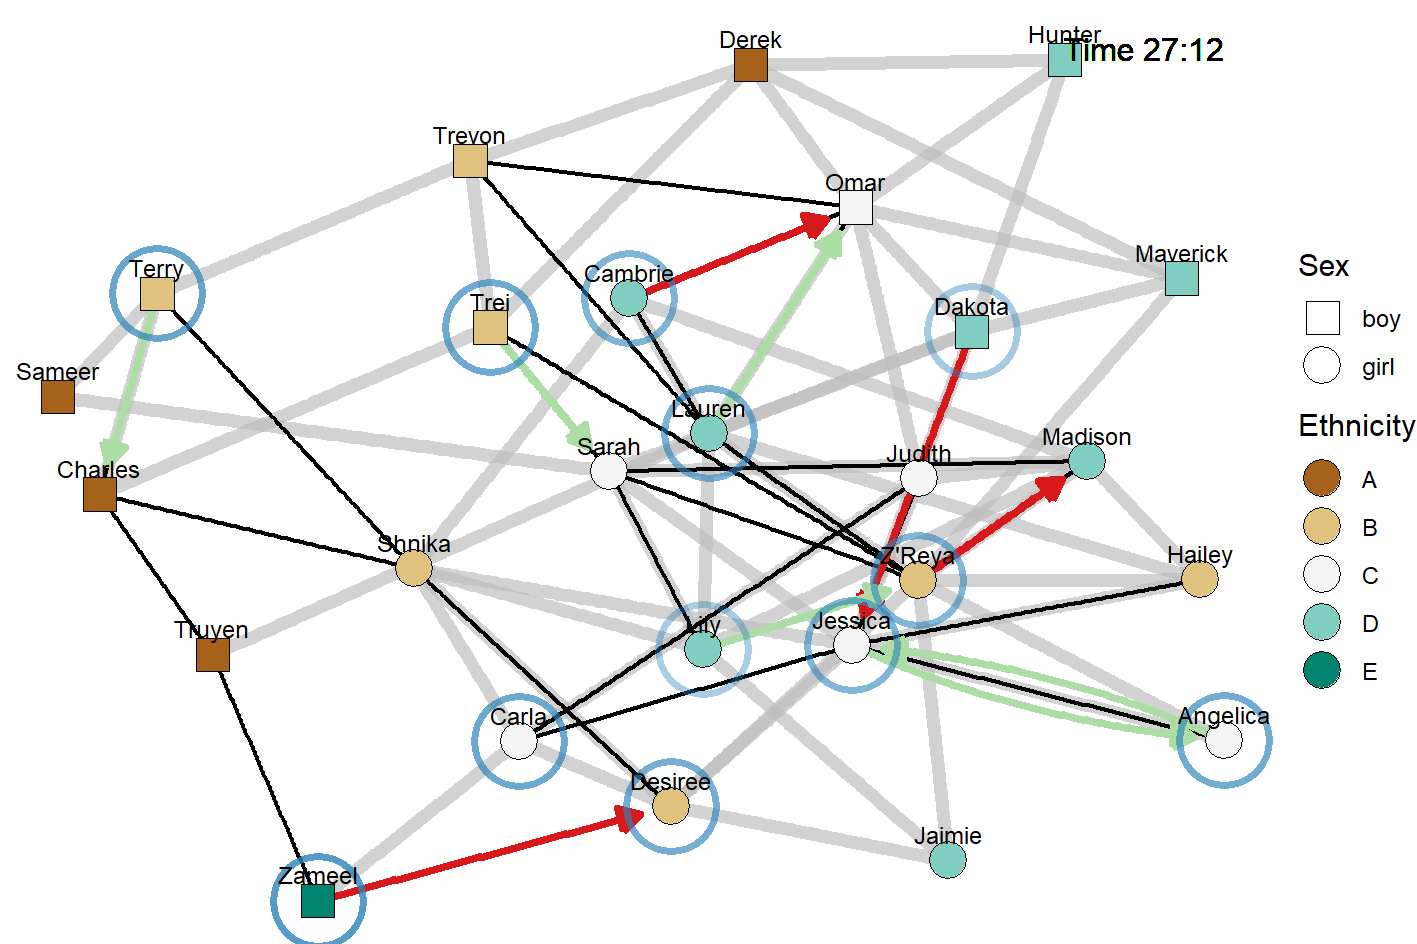 Derek
Hunter
Time 27:12
Trevon
Omar
Maverick
Terry
Cambrie
Trei
Dakota
Sameer
Lauren
Sarah
Judith
Madison
Charles
Shnika
Z'Reya
Hailey
Truyen
Lily
Jessica
Carla
Angelica
Desiree
Jaimie
Zameel
Sex
boy
girl
Ethnicity
A
B
C
D
E